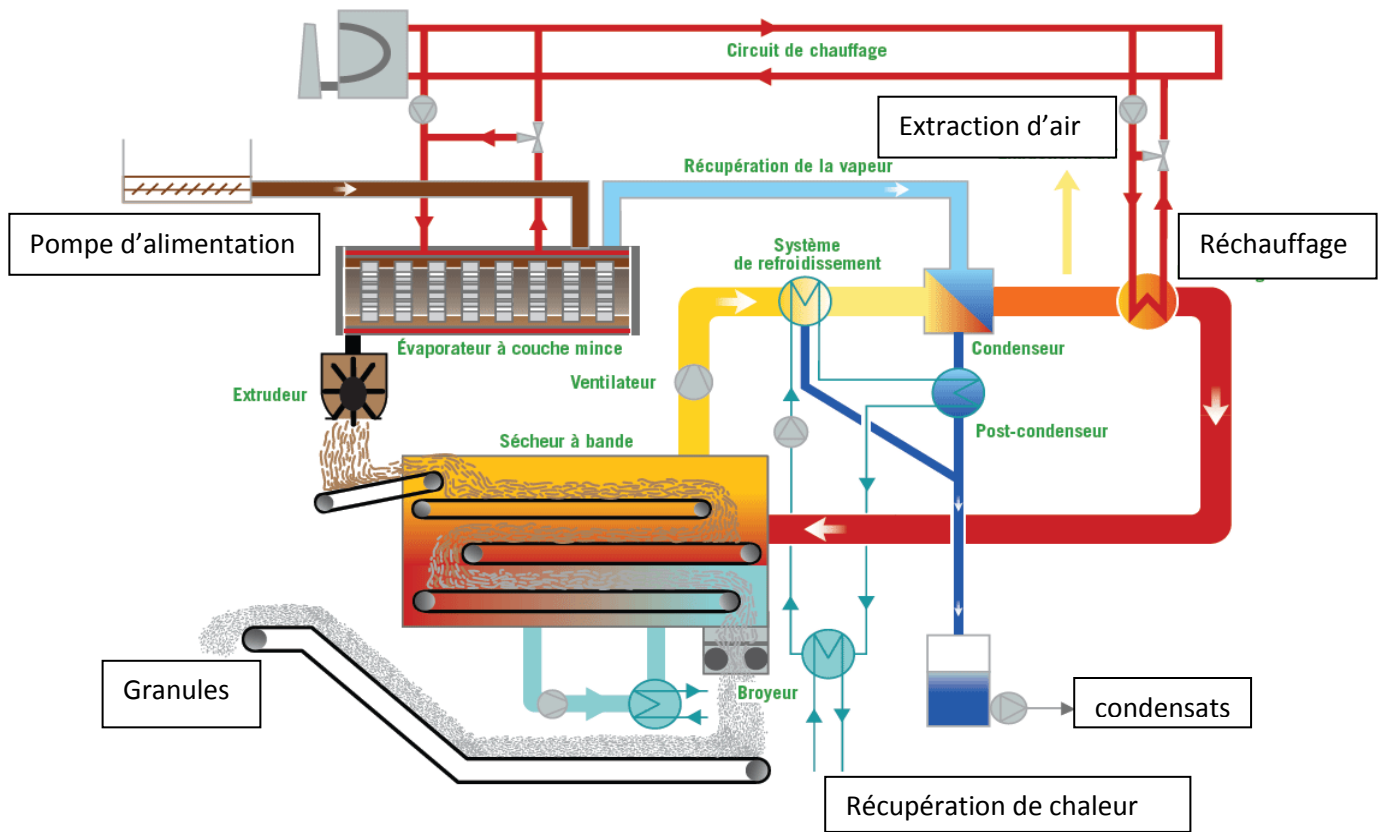 Circuit de chauffage
Extraction d’air
Récupération de la vapeur
Pompe d’alimentation
Système
de refroidissement
Réchauffage
Évaporateur à couche mince
Condenseur
Ventilateur
Extrudeur
Post-condenseur
Sécheur à bande
Granules
Broyeur
condensats
Récupération de chaleur